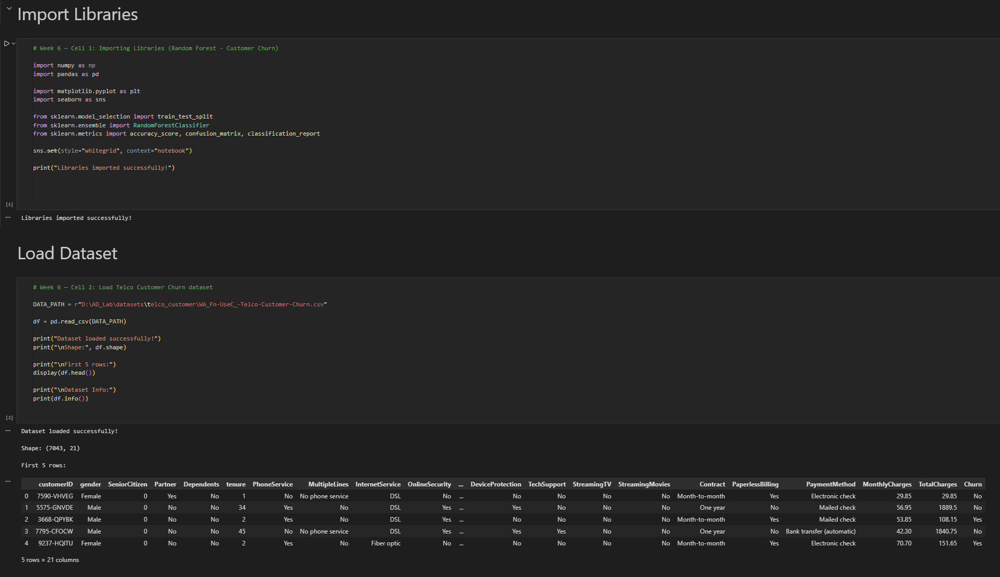 Import Libraries
# Week 6 — Cell 1: Importing Libraries (Random Forest - Customer Churn)
import numpy as np
import pandas as pd
import matplotlib.pyplot as plt
import seaborn as sns
from sklearn.model_selection import train_test_split
from sklearn.ensemble import RandomForestClassifier
from sklearn.metrics import accuracy_score, confusion_matrix, classification_report
sns.set(style="whitegrid", context="notebook")
print("Libraries imported successfully!")
[1]
... Libraries imported successfully!
Load Dataset
# Week 6 — Cell 2: Load Telco Customer Churn dataset
DATA_PATH = r"D:\AD_Lab\datasets\telco_customer\WA_Fn-UseC_-Telco-Customer-Churn.csv"
df = pd.read_csv(DATA_PATH)
print("Dataset loaded successfully!")
print("\nShape:", df.shape)
print("\nFirst 5 rows:")
display(df.head())
print("\nDataset Info:")
print(df.info())
[2]
... Dataset loaded successfully!
Shape: (7043, 21)
First 5 rows:
...
customerID gender SeniorCitizen Partner Dependents tenure PhoneService MultipleLines InternetService OnlineSecurity ... DeviceProtection TechSupport StreamingTV StreamingMovies Contract PaperlessBilling PaymentMethod MonthlyCharges TotalCharges Churn
0 7590-VHVEG Female 0 Yes No 1 No No phone service DSL No ... No No No No Month-to-month Yes Electronic check 29.85 29.85 No
1 5575-GNVDE Male 0 No No 34 Yes No DSL Yes ... Yes No No No One year No Mailed check 56.95 1889.5 No
2 3668-QPYBK Male 0 No No 2 Yes No DSL Yes ... No No No No Month-to-month Yes Mailed check 53.85 108.15 Yes
3 7795-CFOCW Male 0 No No 45 No No phone service DSL Yes ... Yes Yes No No One year No Bank transfer (automatic) 42.30 1840.75 No
4 9237-HQITU Female 0 No No 2 Yes No Fiber optic No ... No No No No Month-to-month Yes Electronic check 70.70 151.65 Yes
5 rows × 21 columns